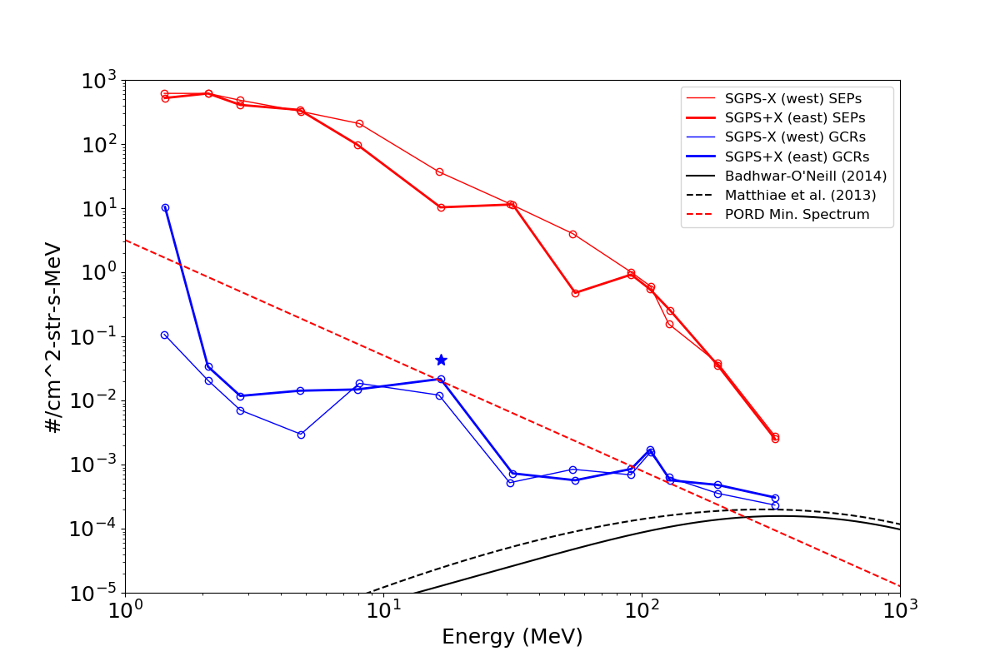 10^3
10^2
10^1
10^0
10^-1
10^-2
10^-3
10^-4
10^-5
#/cm^2-str-s-MeV
SGPS-X (west) SEPs
SGPS+X (east) SEPs
SGPS-X (west) GCRs
SGPS+X (east) GCRs
Badhwar-O'Neill (2014)
Matthiae et al. (2013)
PORD Min. Spectrum
10^0 10^1 10^2 10^3
Energy (MeV)